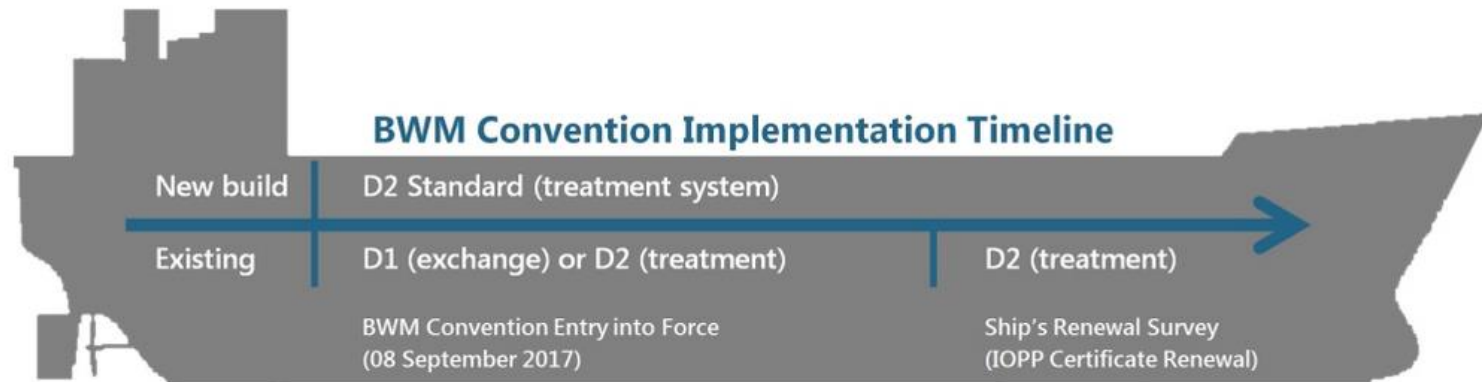 BWM Convention Implementation Timeline
New build D2 Standard (treatment system)
Existing D1 (exchange) or D2 (treatment) D2 (treatment)
BWM Convention Entry into Force
(08 September 2017)
Ship's Renewal Survey
(IOPP Certificate Renewal)